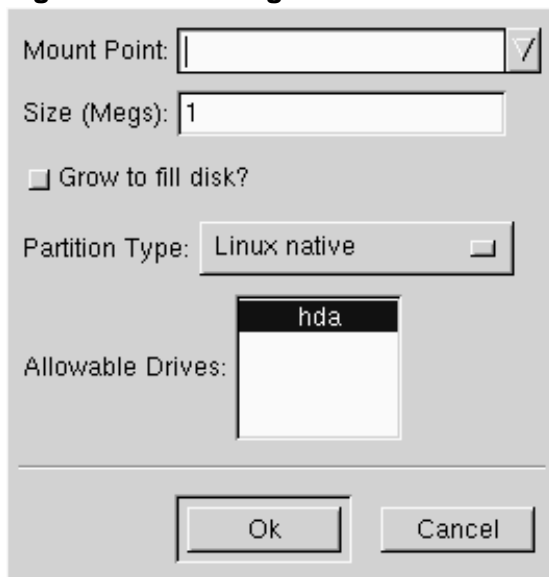 Mount Point:
Size (Megs): 1
Grow to fill disk?
Partition Type: Linux native
hda
Allowable Drives:
Ok Cancel